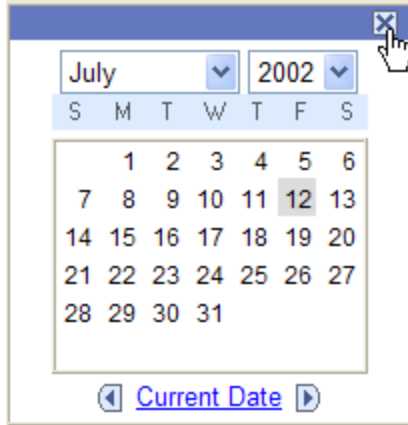 July 2002
S M T W T F S
1 2 3 4 5 6
7 8 9 10 11 12 13
14 15 16 17 18 19 20
21 22 23 24 25 26 27
28 29 30 31
Current Date